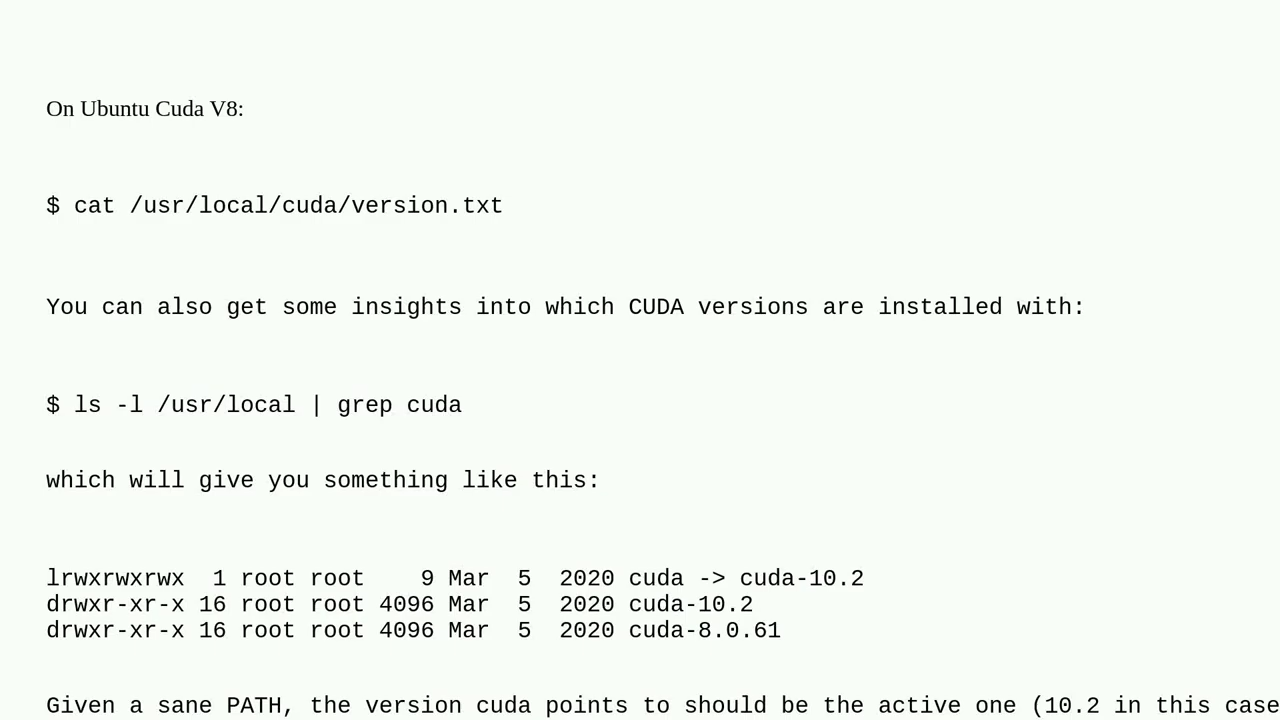 On Ubuntu Cuda V8:
$ cat /usr/local/cuda/version.txt
You can also get some insights into which CUDA versions are installed with:
$ ls -l /usr/local | grep cuda
which will give you something like this:
lrwxrwxrwx  1 root root    9 Mar  5  2020 cuda -> cuda-10.2
drwxr-xr-x 16 root root 4096 Mar  5  2020 cuda-10.2
drwxr-xr-x 16 root root 4096 Mar  5  2020 cuda-8.0.61
Given a sane PATH, the version cuda points to should be the active one (10.2 in this case